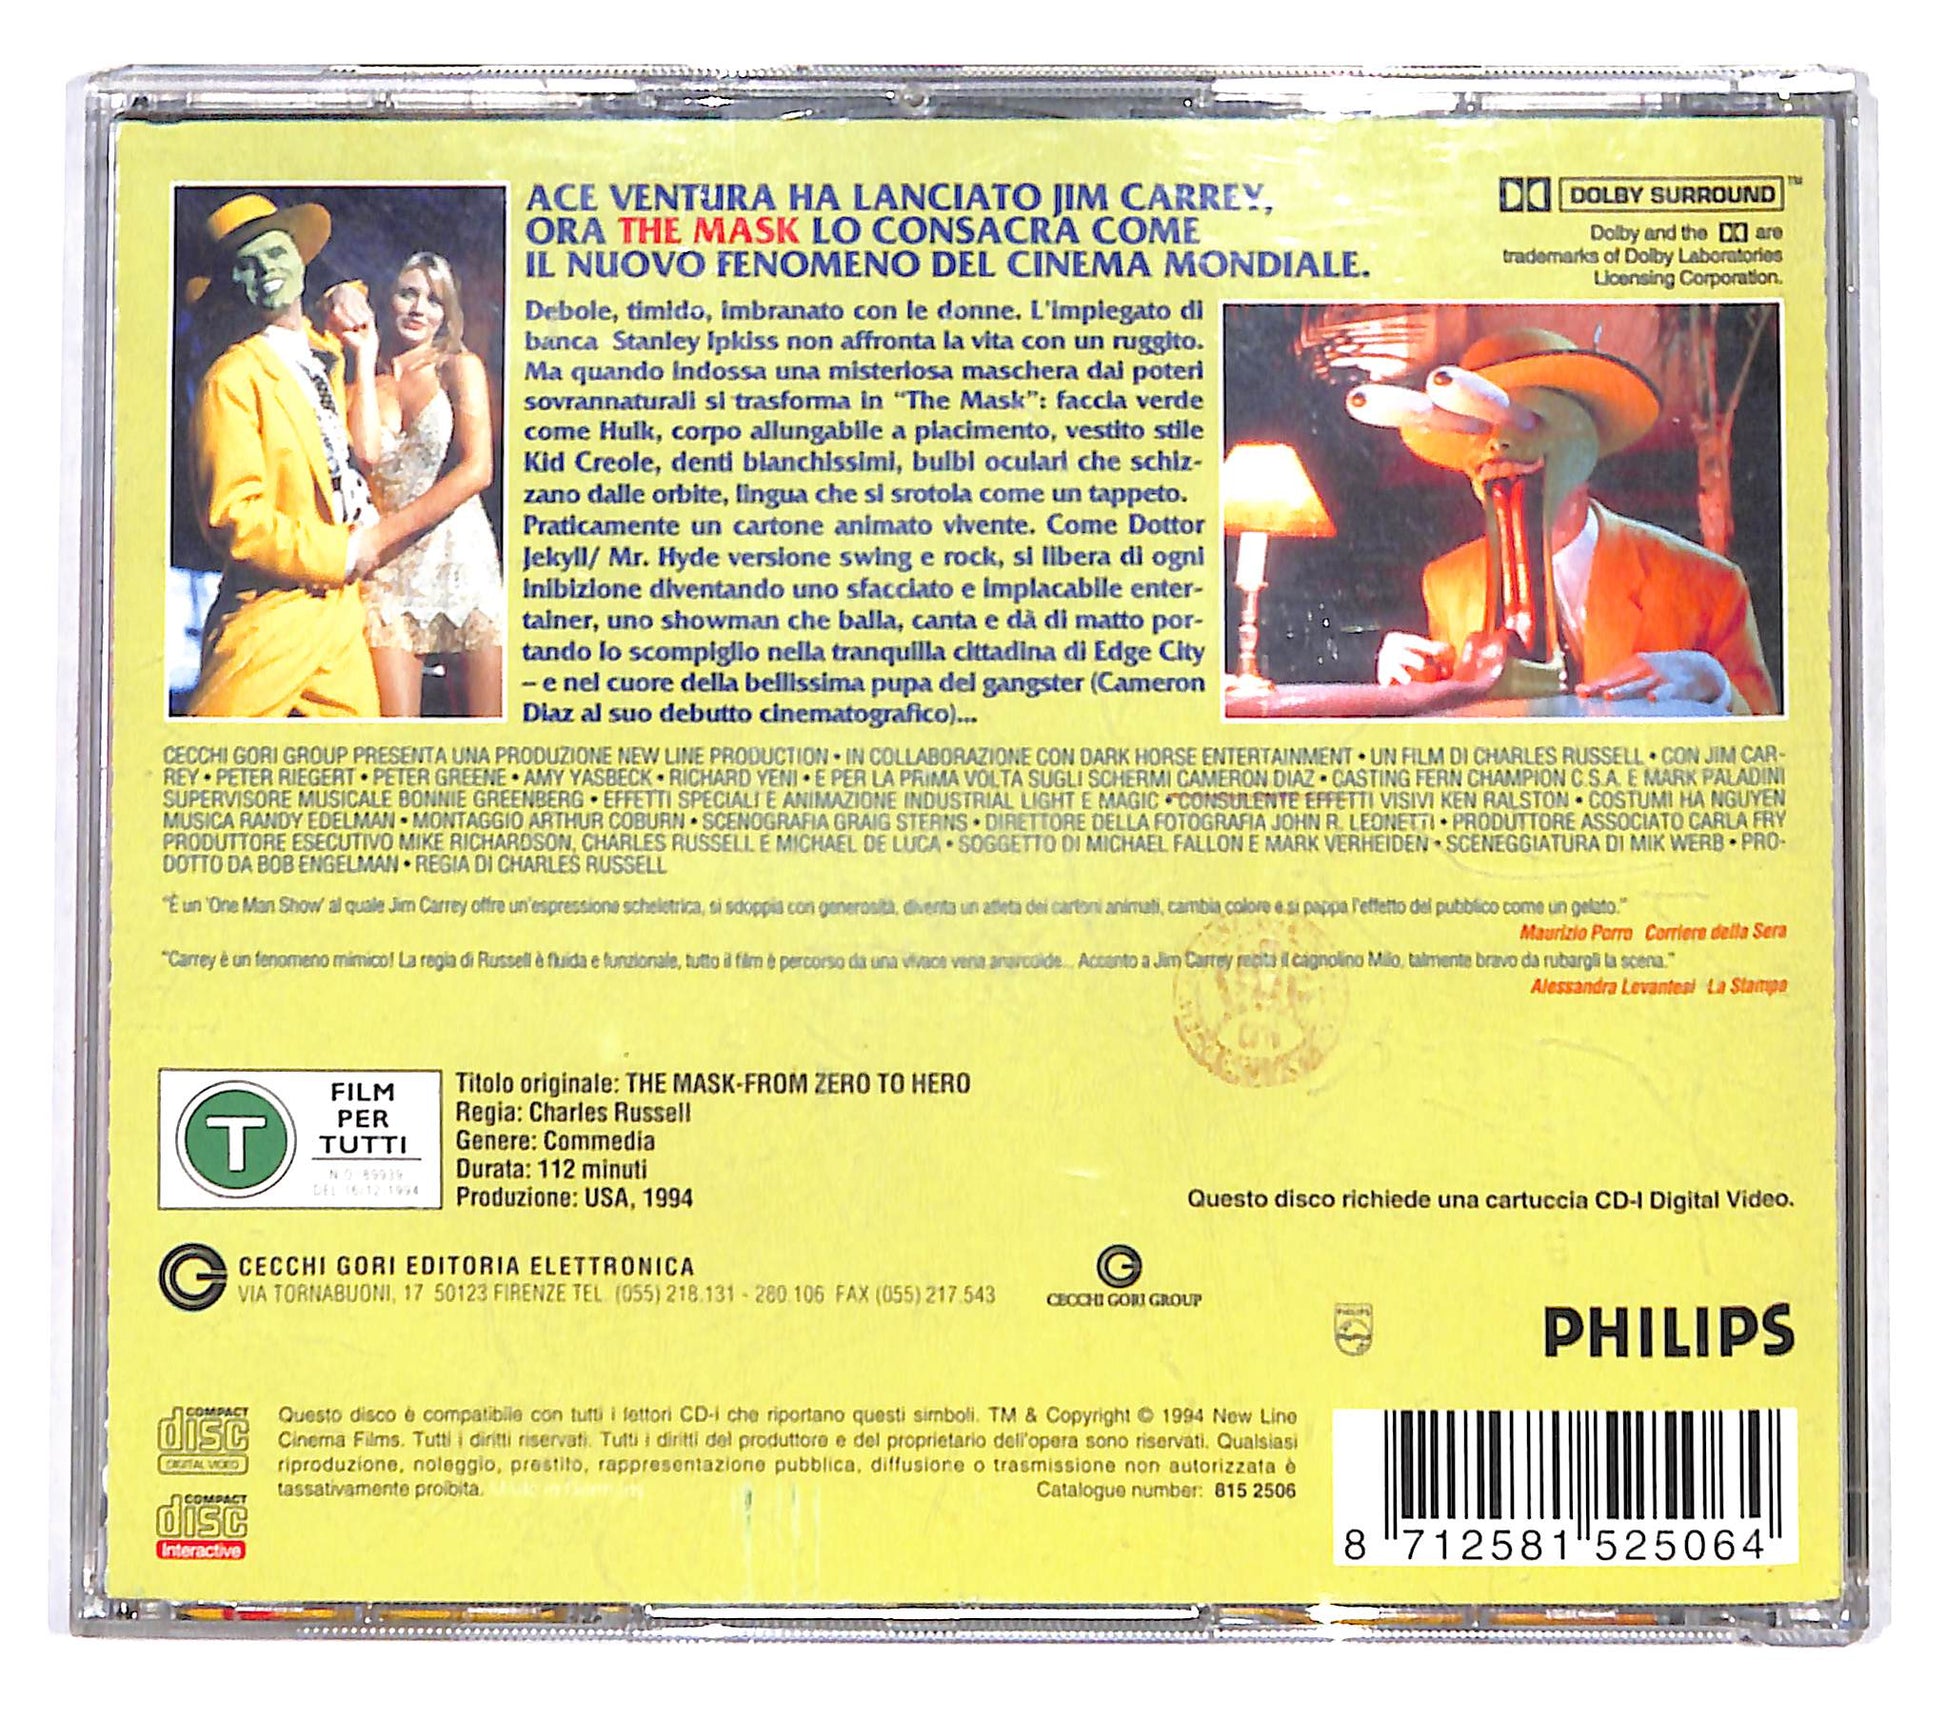 ACE VENTURA HA LANCIATO JIM CARREY,
ORA THE MASK LO CONSACRA COME
IL NUOVO FENOMENO DEL CINEMA MONDIALE.
DOLBY SURROUND™
Dolby and the are
trademarks of Dolby Laboratories
Licensing Corporation.
Debole, timido, imbranato con le donne. L'impiegato di
banca Stanley Ipkiss non affronta la vita con un ruggito.
Ma quando indossa una misteriosa maschera dai poteri
sovrannaturali si trasforma in "The Mask": faccia verde
come Hulk, corpo allungabile a piacimento, vestito stile
Kid Creole, denti bianchissimi, bulbi oculari che schiz-
zano dalle orbite, lingua che si srotola come un tappeto.
Praticamente un cartone animato vivente. Come Dottor
Jekyll/ Mr. Hyde versione swing e rock, si libera di ogni
inibizione diventando uno sfacciato e implacabile enter-
tainer, uno showman che balla, canta e dà di matto por-
tando lo scompiglio nella tranquilla cittadina di Edge City
– e nel cuore della bellissima pupa del gangster (Cameron
Diaz al suo debutto cinematografico)...
CECCHI GORI GROUP PRESENTA UNA PRODUZIONE NEW LINE PRODUCTION • IN COLLABORAZIONE CON DARK HORSE ENTERTAINMENT • UN FILM DI CHARLES RUSSELL • CON JIM CAR-
REY • PETER RIEGERT • PETER GREENE • AMY YASBECK • RICHARD YENI • E PER LA PRIMA VOLTA SUGLI SCHERMI CAMERON DIAZ • CASTING FERN CHAMPION C.S.A. E MARK PALADINI
SUPERVISORE MUSICALE BONNIE GREENBERG • EFFETTI SPECIALI E ANIMAZIONE INDUSTRIAL LIGHT E MAGIC • CONSULENTE EFFETTI VISIVI KEN RALSTON • COSTUMI HA NGUYEN
MUSICA RANDY EDELMAN • MONTAGGIO ARTHUR COBURN • SCENOGRAFIA GRAIG STERNS • DIRETTORE DELLA FOTOGRAFIA JOHN R. LEONETTI • PRODUTTORE ASSOCIATO CARLA FRY
PRODUTTORE ESECUTIVO MIKE RICHARDSON, CHARLES RUSSELL E MICHAEL DE LUCA • SOGGETTO DI MICHAEL FALLON E MARK VERHEIDEN • SCENEGGIATURA DI MIK WERB • PRO-
DOTTO DA BOB ENGELMAN • REGIA DI CHARLES RUSSELL
"È un 'One Man Show' al quale Jim Carrey offre un'espressione scheletrica, si sdoppia con generosità, diventa un atleta dei cartoni animati, cambia colore e si pappa l'effetto del pubblico come un gelato."
Maurizio Porro Corriere della Sera
"Carrey è un fenomeno mimico! La regia di Russell è fluida e funzionale, tutto il film è percorso da una vivace vena anarcoide... Accanto a Jim Carrey recita il cagnolino Milo, talmente bravo da rubargli la scena."
Alessandra Levantesi La Stampa
T
FILM
PER
TUTTI
N.O. 89939
DEL 16/12/1994
Titolo originale: THE MASK-FROM ZERO TO HERO
Regia: Charles Russell
Genere: Commedia
Durata: 112 minuti
Produzione: USA, 1994
Questo disco richiede una cartuccia CD-I Digital Video.
CECCHI GORI EDITORIA ELETTRONICA
VIA TORNABUONI, 17 50123 FIRENZE TEL. (055) 218.131 - 280.106 FAX (055) 217.543
CECCHI GORI GROUP
PHILIPS
PHILIPS
COMPACT
disc
DIGITAL VIDEO
COMPACT
disc
Interactive
Questo disco è compatibile con tutti i lettori CD-i che riportano questi simboli. TM & Copyright © 1994 New Line
Cinema Films. Tutti i diritti riservati. Tutti i diritti del produttore e del proprietario dell'opera sono riservati. Qualsiasi
riproduzione, noleggio, prestito, rappresentazione pubblica, diffusione o trasmissione non autorizzata è
tassativamente proibita. Made in Germany
Catalogue number: 815 2506
8 712581 525064